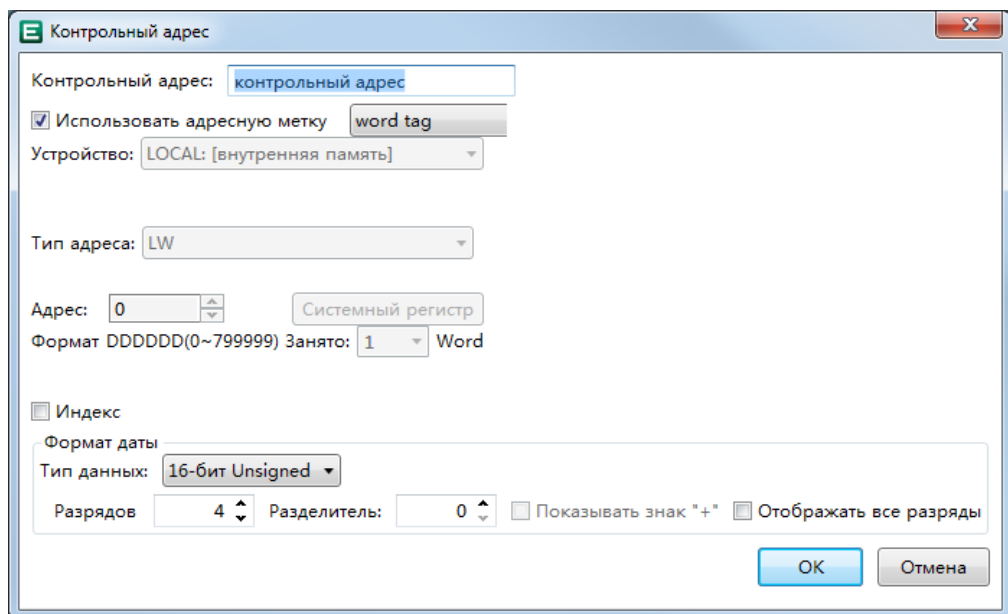 Контрольный адрес
Контрольный адрес: контрольный адрес
Использовать адресную метку word tag
Устройство: LOCAL: [внутренняя память]
Тип адреса: LW
Адрес: 0 Системный регистр
Формат DDDDDD(0~799999) Занято: 1 Word
Индекс
Формат даты
Тип данных: 16-бит Unsigned
Разрядов 4 Разделитель: 0 Показывать знак "+" Отображать все разряды
OK Отмена